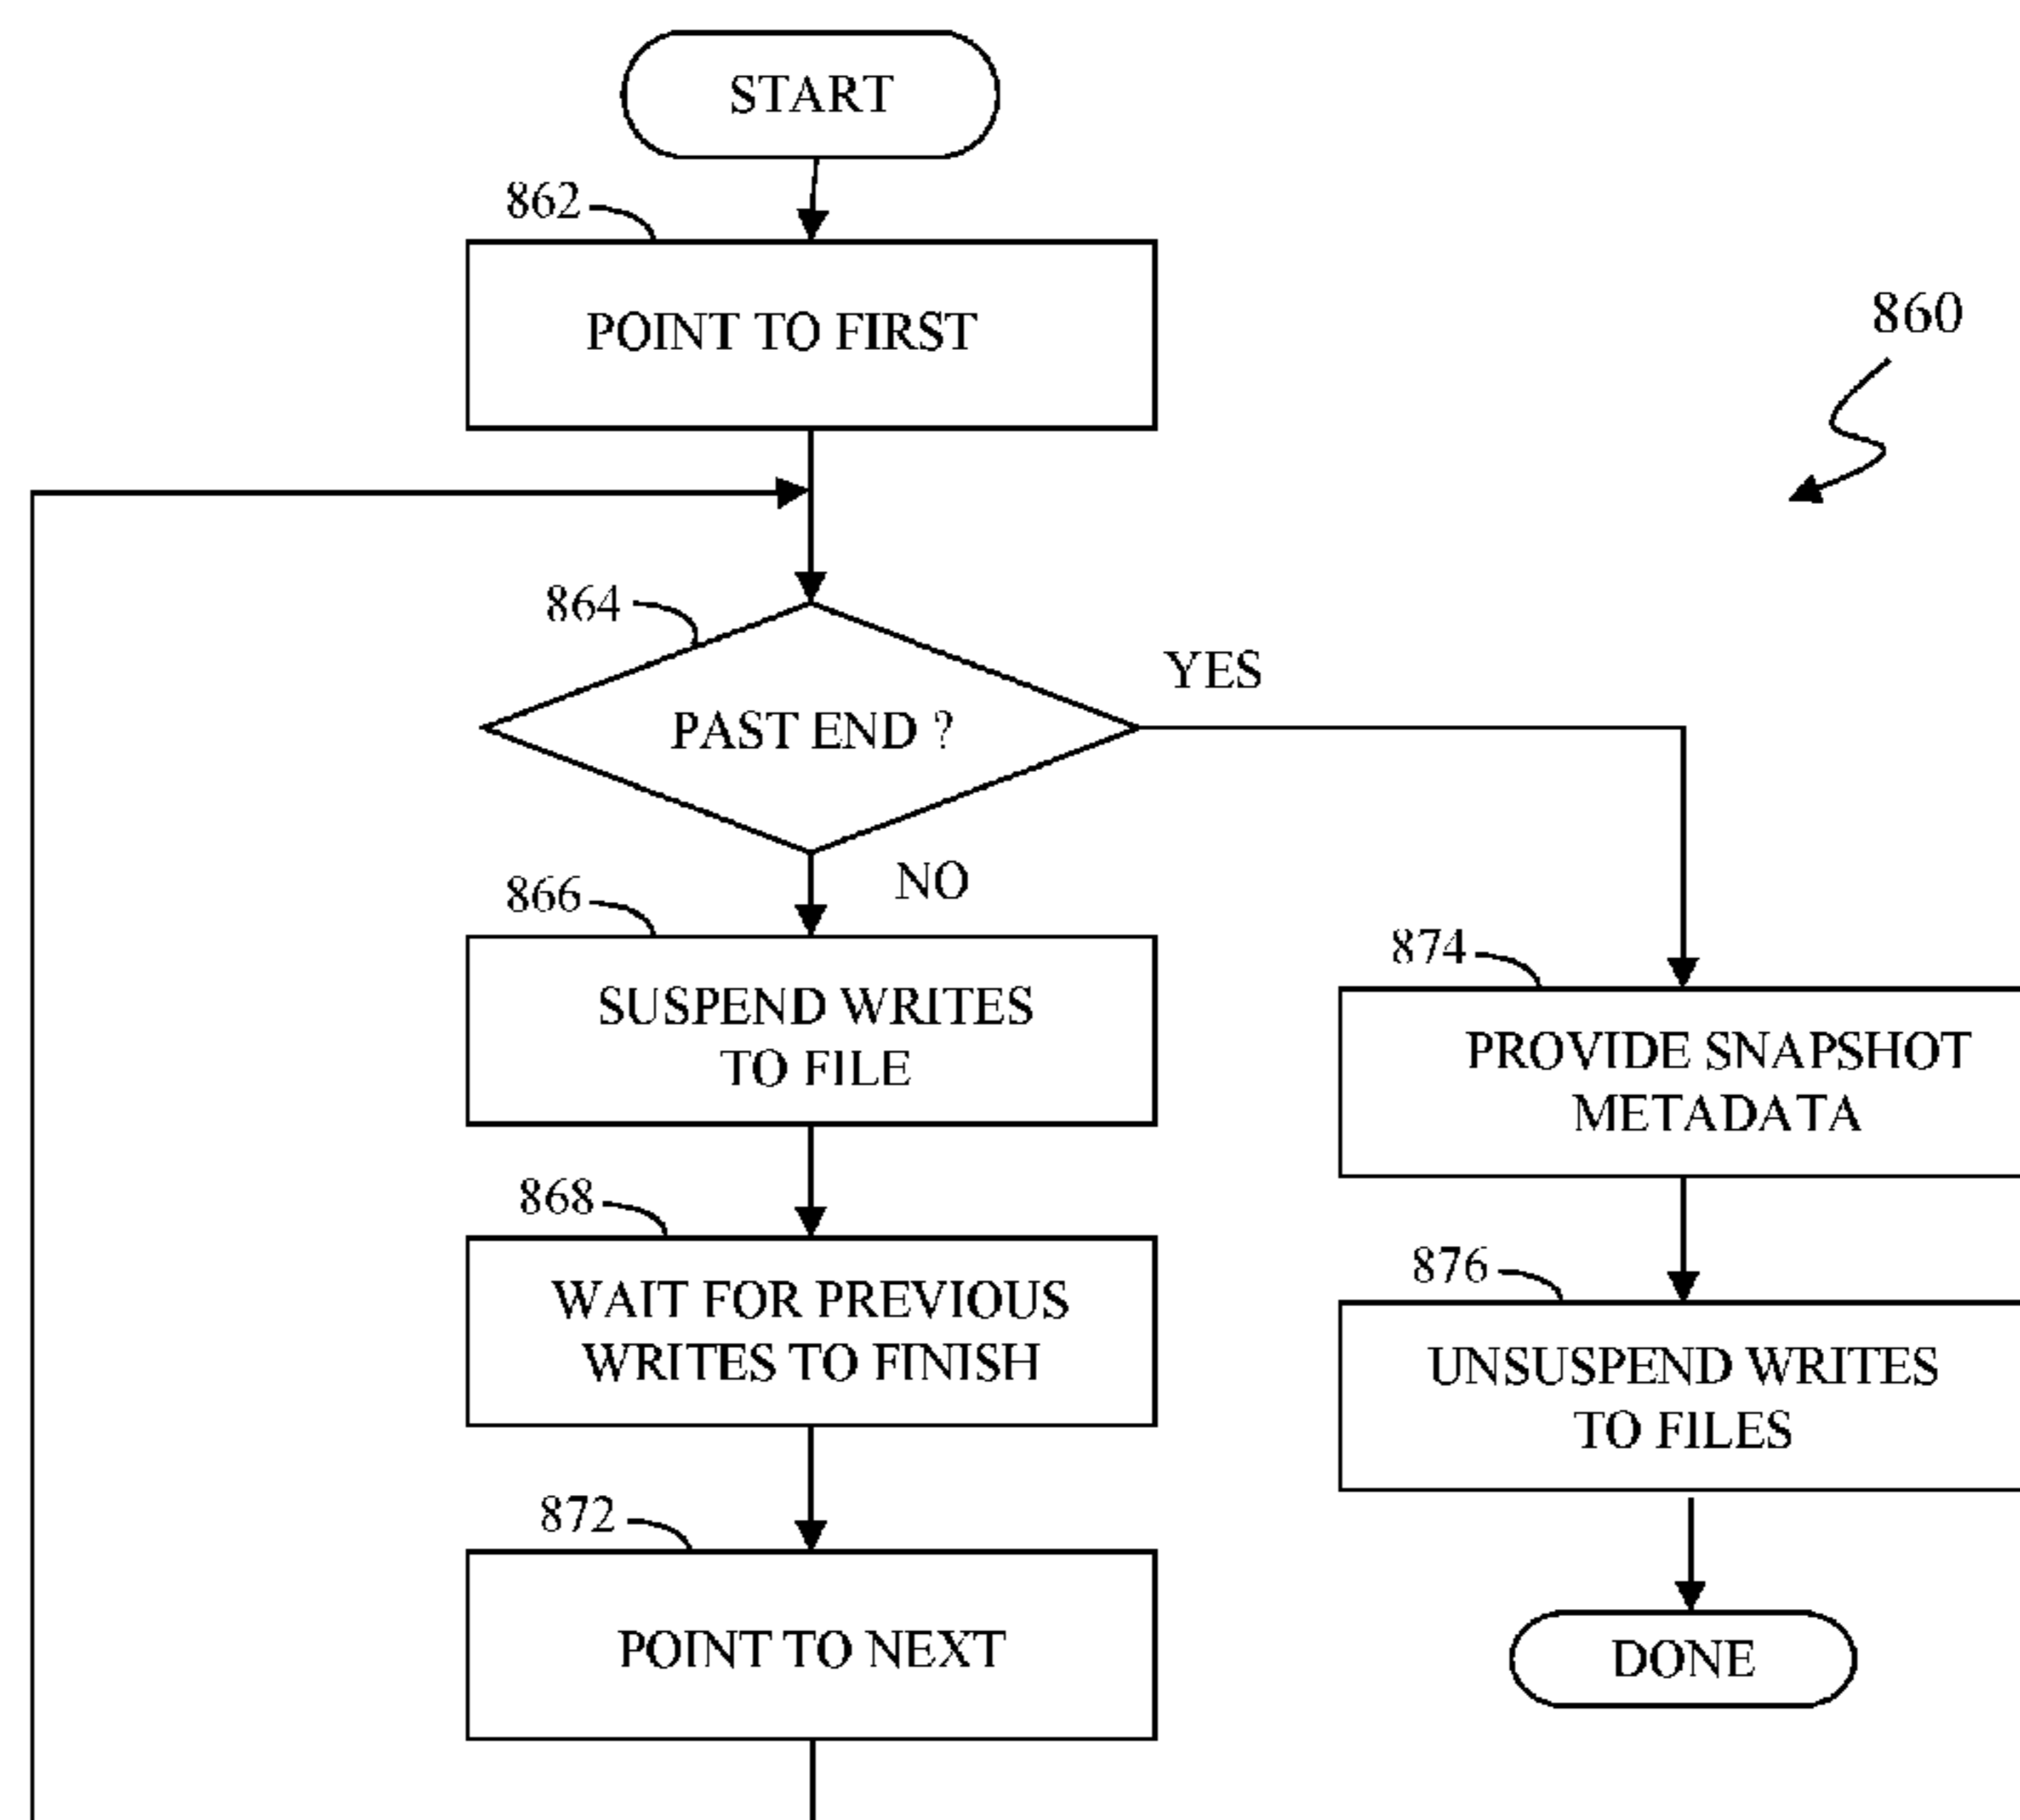 START
862
POINT TO FIRST
860
864
PAST END ?
YES
NO
866
SUSPEND WRITES
TO FILE
874
PROVIDE SNAPSHOT
METADATA
868
WAIT FOR PREVIOUS
WRITES TO FINISH
876
UNSUSPEND WRITES
TO FILES
872
POINT TO NEXT
DONE